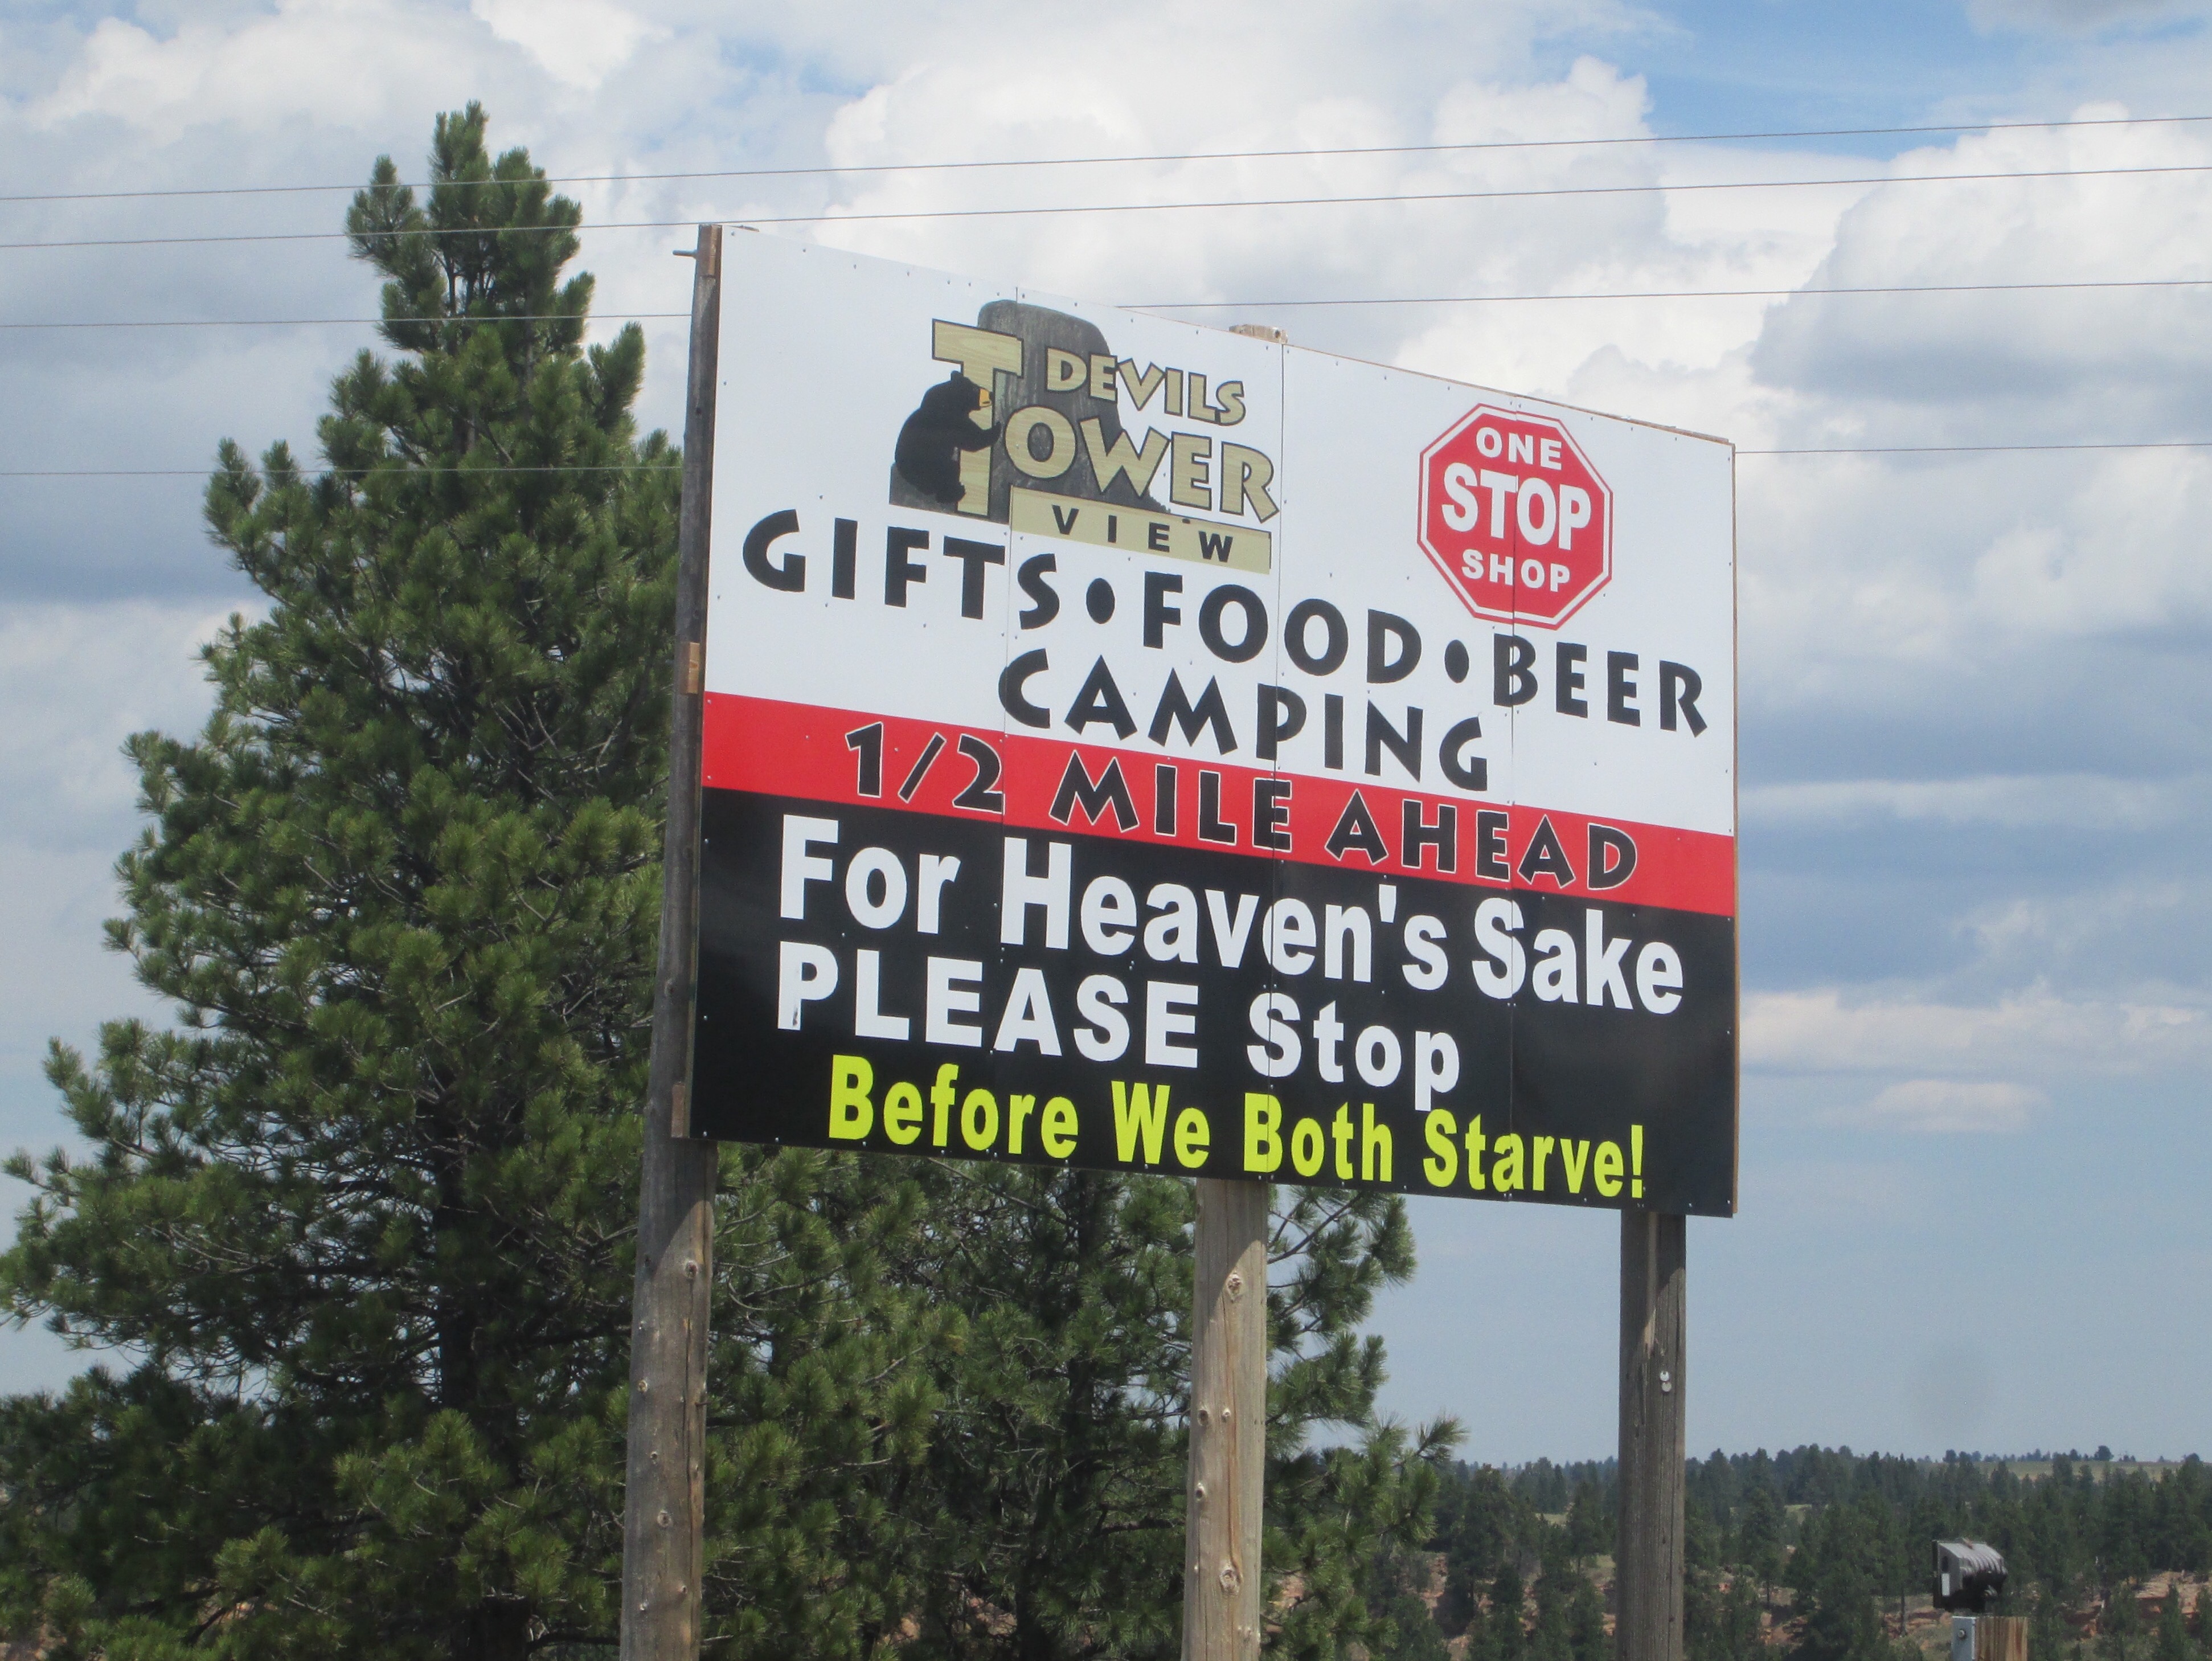 DEVILS
TOWER
VIEW
ONE
STOP
SHOP
GIFTS•FOOD•BEER
CAMPING
1/2 MILE AHEAD
For Heaven's Sake
PLEASE Stop
Before We Both Starve!